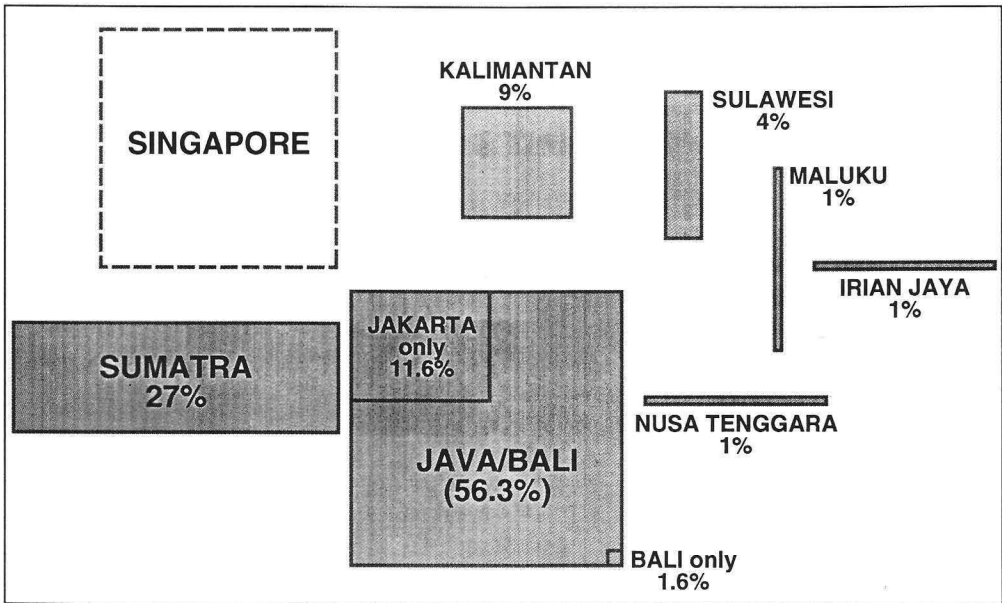 SINGAPORE
KALIMANTAN
9%
SULAWESI
4%
MALUKU
1%
IRIAN JAYA
1%
SUMATRA
27%
JAKARTA
only
11.6%
JAVA/BALI
(56.3%)
NUSA TENGGARA
1%
BALI only
1.6%